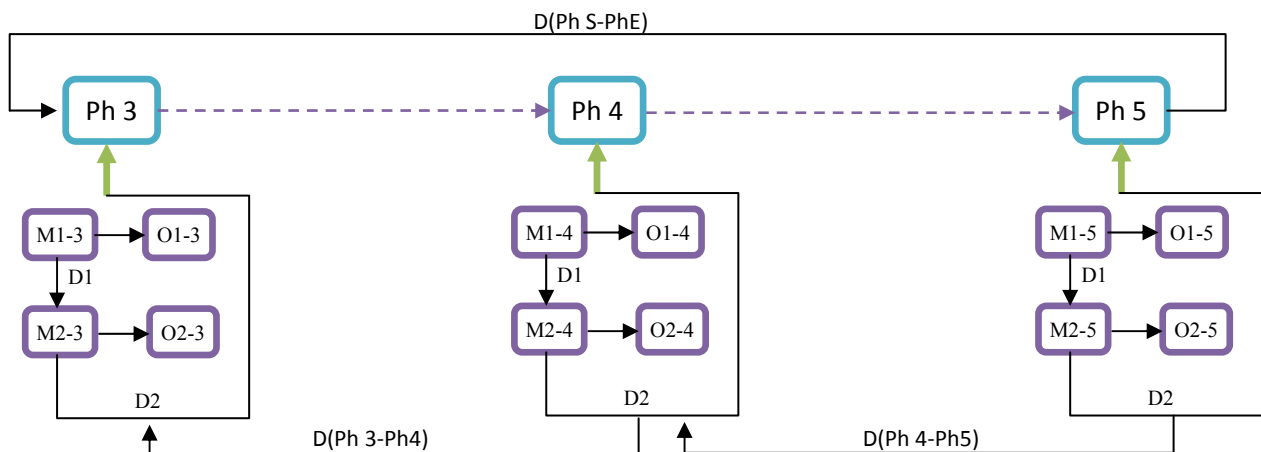 D(Ph S-PhE)
Ph 3
Ph 4
Ph 5
M1-3
O1-3
D1
M2-3
O2-3
D2
M1-4
O1-4
D1
M2-4
O2-4
D2
M1-5
O1-5
D1
M2-5
O2-5
D2
D(Ph 3-Ph4)
D(Ph 4-Ph5)